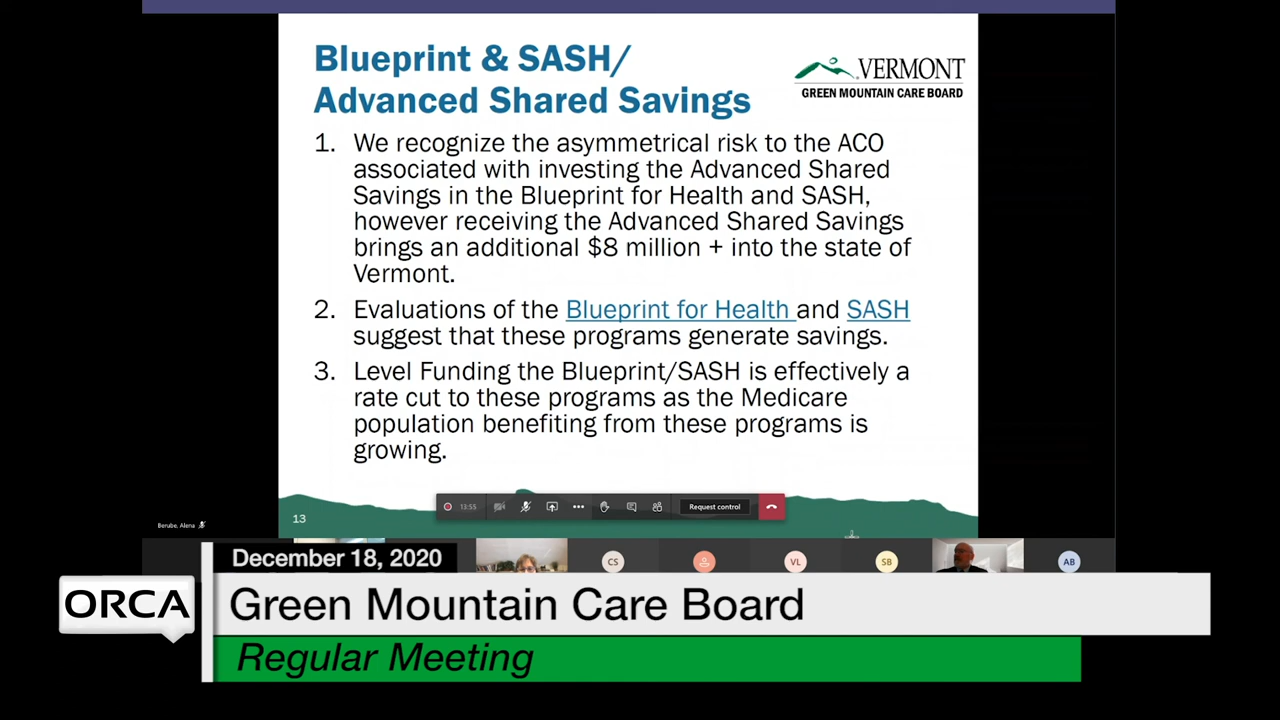 Blueprint & SASH/
Advanced Shared Savings
VERMONT
GREEN MOUNTAIN CARE BOARD
1. We recognize the asymmetrical risk to the ACO
associated with investing the Advanced Shared
Savings in the Blueprint for Health and SASH,
however receiving the Advanced Shared Savings
brings an additional $8 million + into the state of
Vermont.
2. Evaluations of the Blueprint for Health and SASH
suggest that these programs generate savings.
3. Level Funding the Blueprint/SASH is effectively a
rate cut to these programs as the Medicare
population benefiting from these programs is
growing.
13
13:55
Request control
Berube, Alena
CS
VL
SB
AB
December 18, 2020
ORCA
Green Mountain Care Board
Regular Meeting